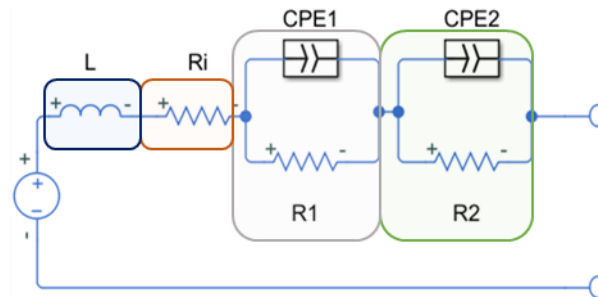 CPE1 CPE2
L Ri
+ - + - 
+ - + -
+
+
-
-
R1 R2